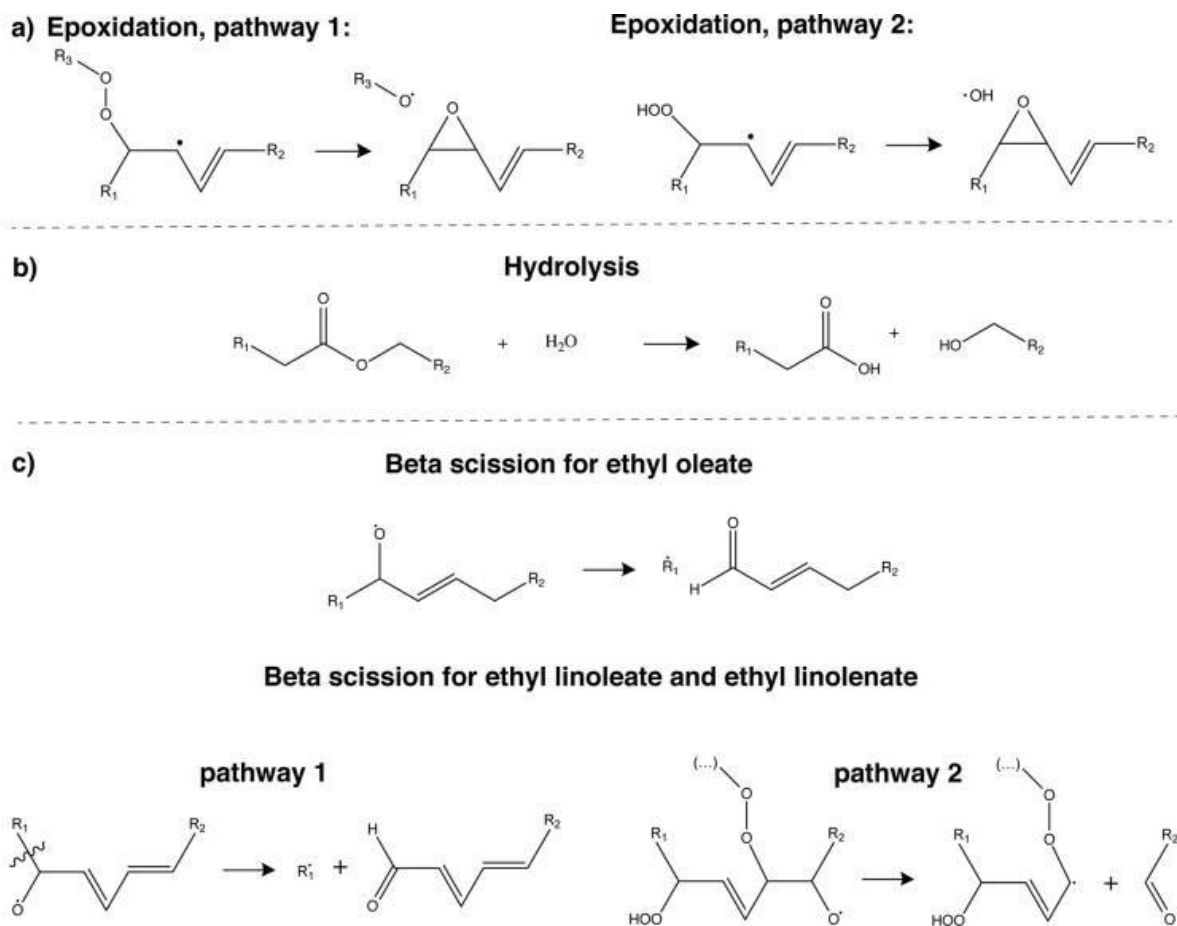 a) Epoxidation, pathway 1: Epoxidation, pathway 2:
R3 O O R1 R2
R3 O• O R1 R2
HOO R1 R2
•OH O R1 R2
b) Hydrolysis
R1 O O R2 + H2O
R1 O OH + HO R2
c) Beta scission for ethyl oleate
•O R1 R2
Ṙ1 O H R2
Beta scission for ethyl linoleate and ethyl linolenate
pathway 1 pathway 2
R1 R2 Ȯ
R1• + H O R2
(...) O O R1 R2 HOO O•
(...) O O R1 HOO • + R2 O